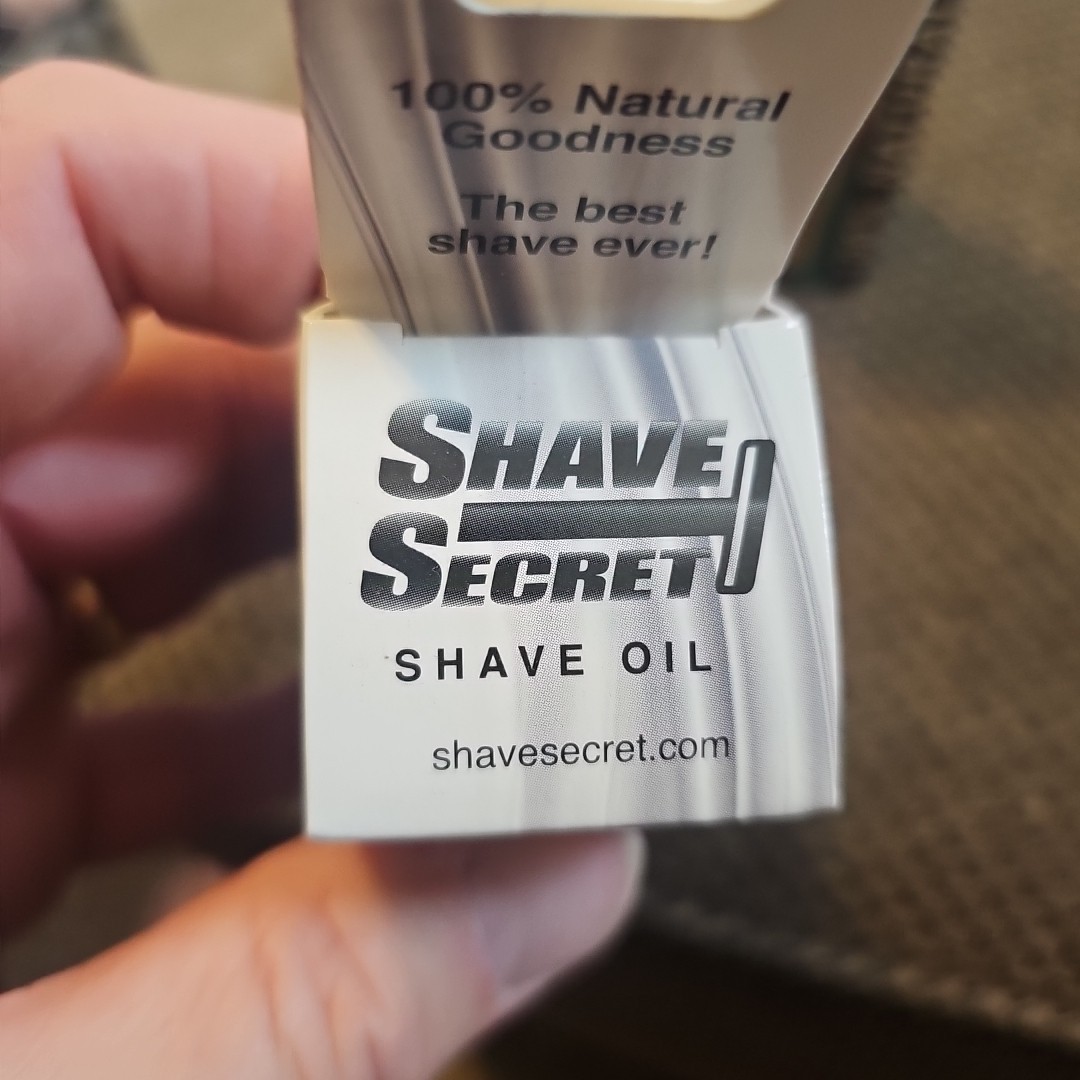 100% Natural
Goodness
The best
shave ever!
SHAVE
SECRET
SHAVE OIL
shavesecret.com